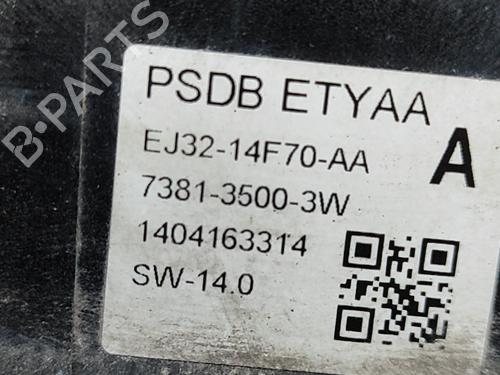 B-PARTS
PSDB ETYAA
EJ32-14F70-AA A
7381-3500-3W
1404163314
SW-14.0